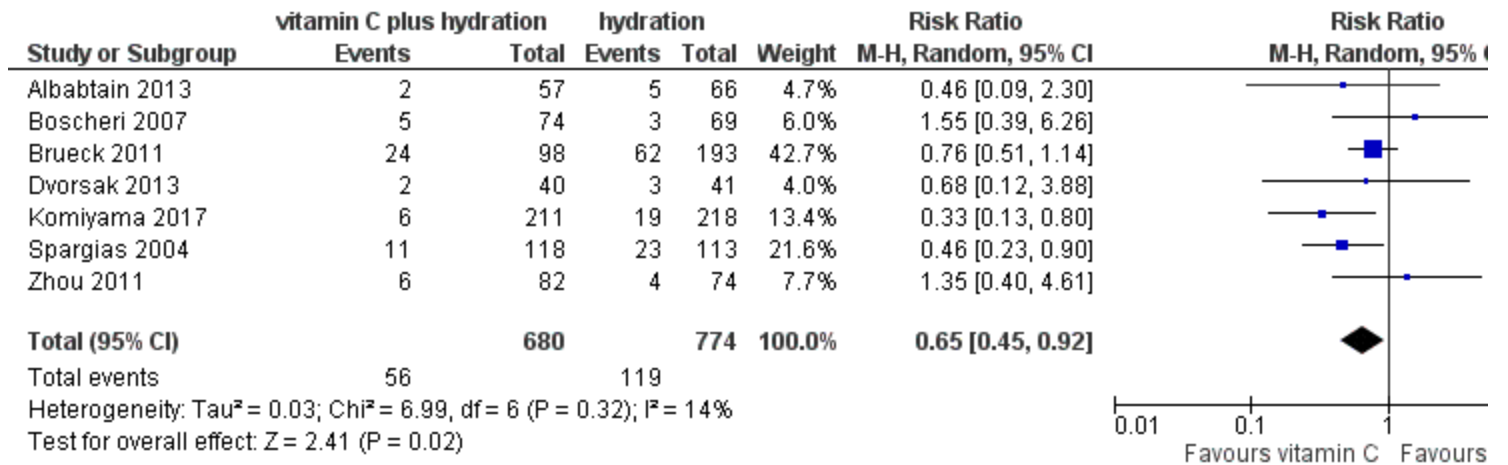 vitamin C plus hydration hydration Risk Ratio Risk Ratio
Study or Subgroup Events Total Events Total Weight M-H, Random, 95% CI M-H, Random, 95% C
Albabtain 2013 2 57 5 66 4.7% 0.46 [0.09, 2.30]
Boscheri 2007 5 74 3 69 6.0% 1.55 [0.39, 6.26]
Brueck 2011 24 98 62 193 42.7% 0.76 [0.51, 1.14]
Dvorsak 2013 2 40 3 41 4.0% 0.68 [0.12, 3.88]
Komiyama 2017 6 211 19 218 13.4% 0.33 [0.13, 0.80]
Spargias 2004 11 118 23 113 21.6% 0.46 [0.23, 0.90]
Zhou 2011 6 82 4 74 7.7% 1.35 [0.40, 4.61]
Total (95% CI) 680 774 100.0% 0.65 [0.45, 0.92]
Total events 56 119
Heterogeneity: Tau² = 0.03; Chi² = 6.99, df = 6 (P = 0.32); I² = 14%
Test for overall effect: Z = 2.41 (P = 0.02)
0.01 0.1 1
Favours vitamin C Favours